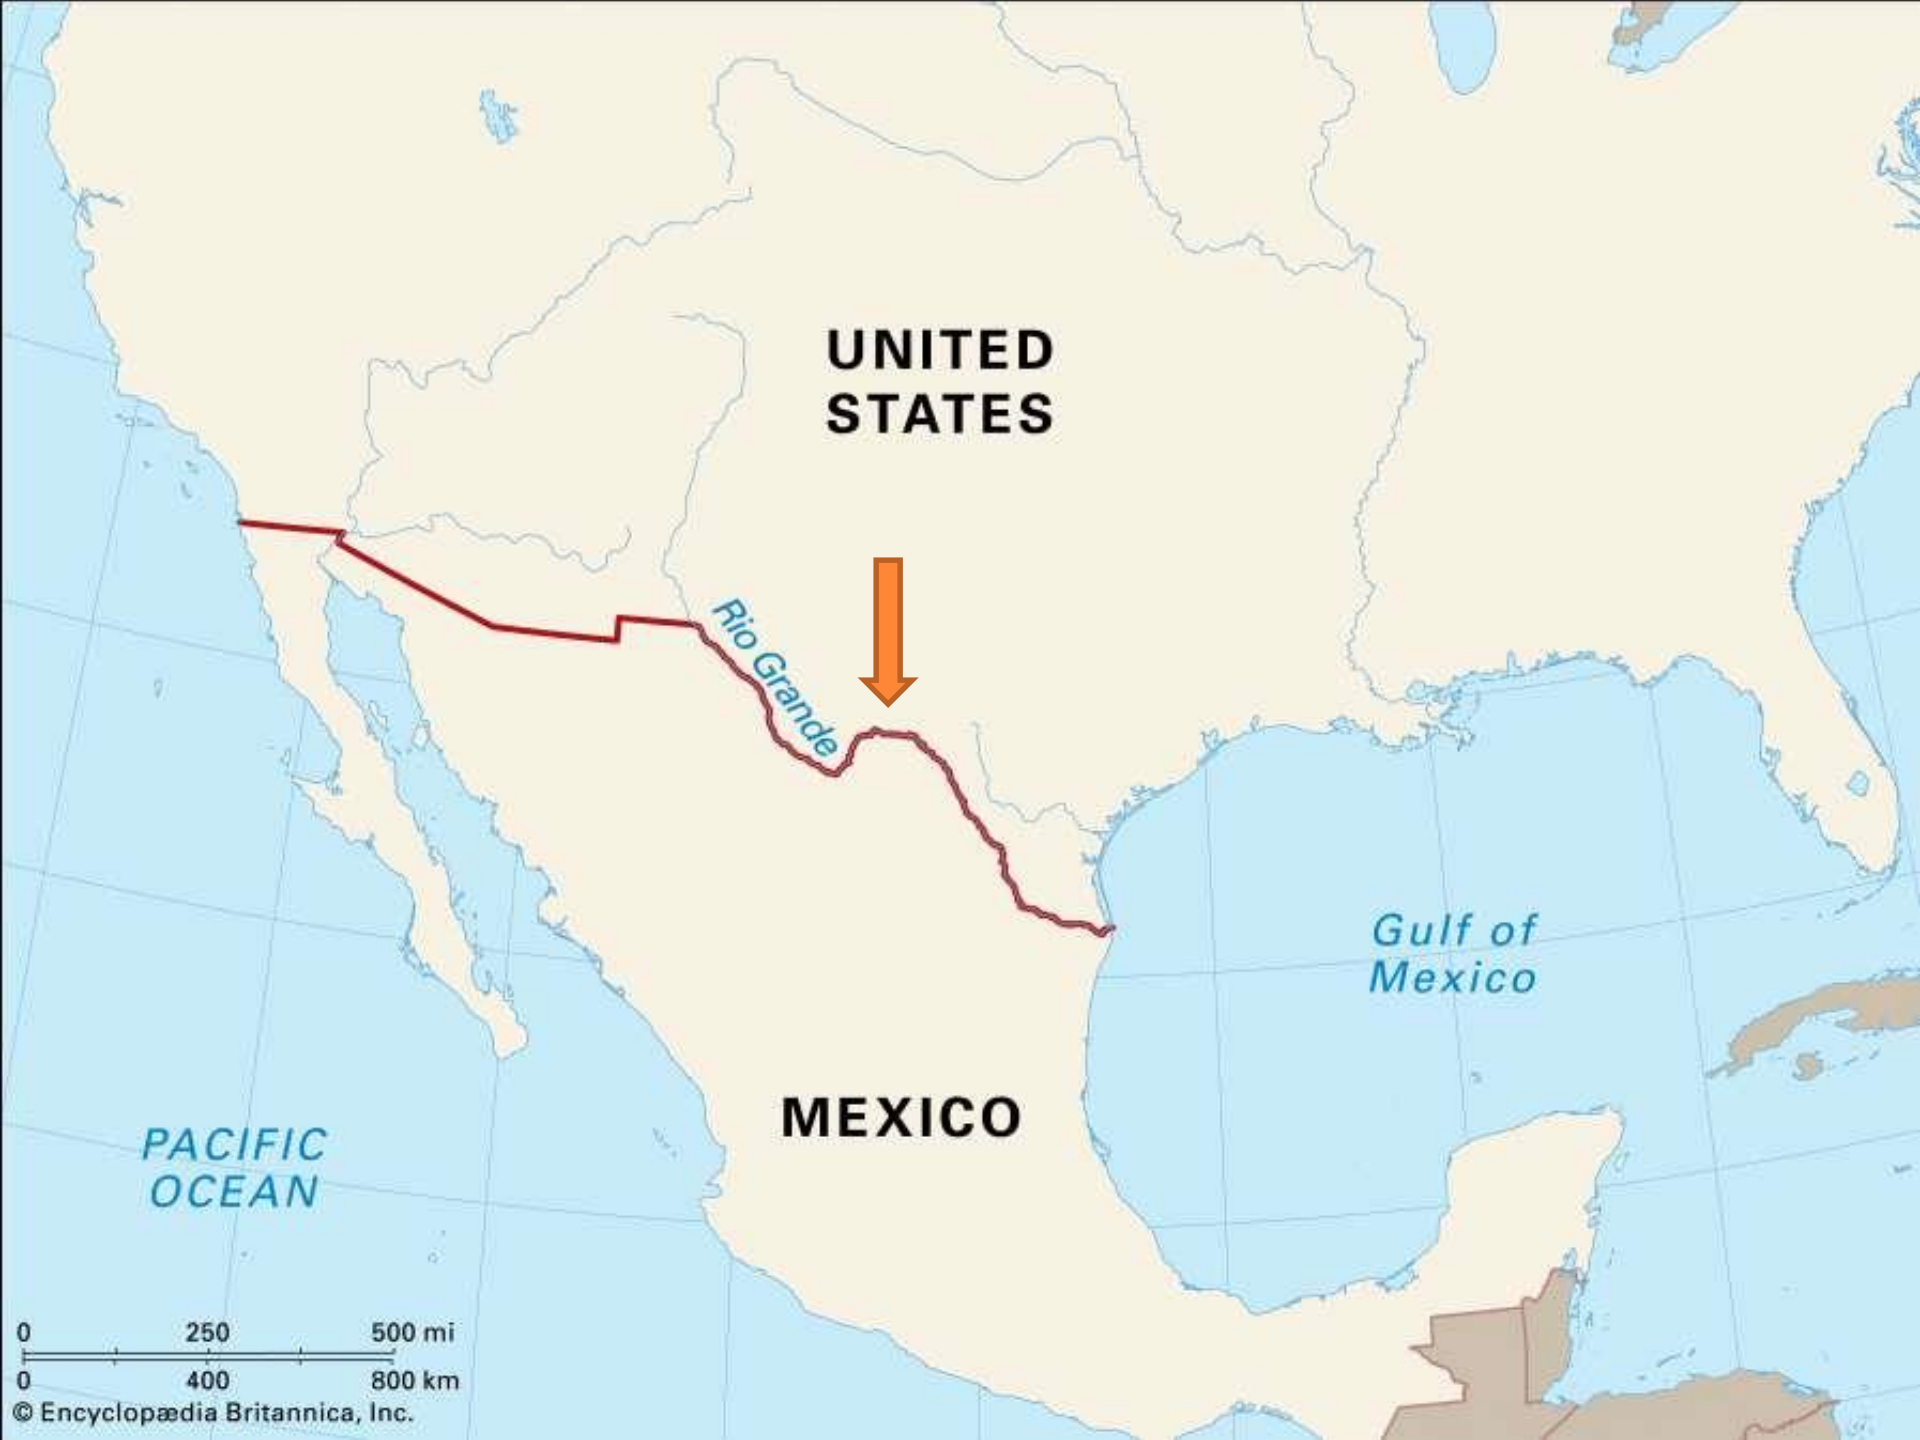 UNITED
STATES
Rio Grande
Gulf of
Mexico
MEXICO
PACIFIC
OCEAN
0 250 500 mi
0 400 800 km
© Encyclopædia Britannica, Inc.